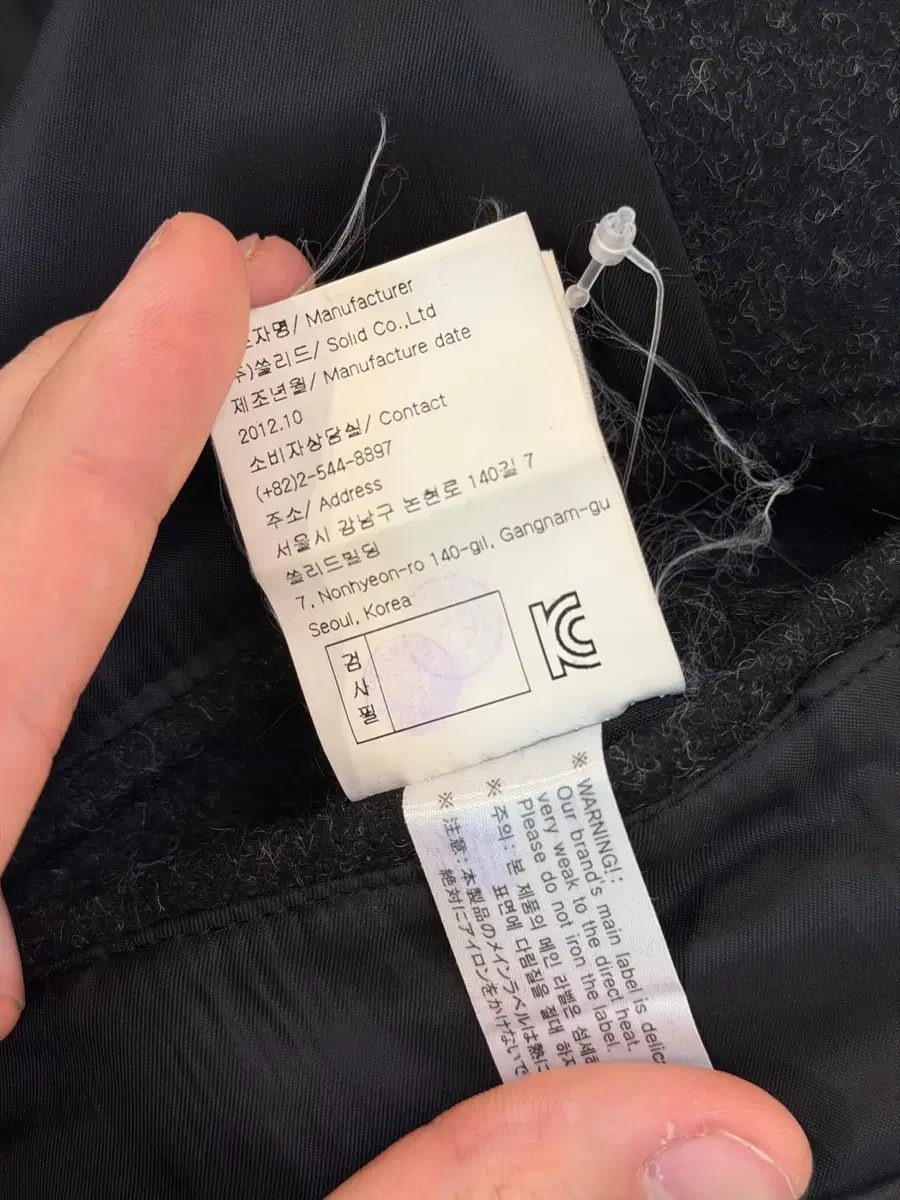 조자명/ Manufacturer
주)쏠리드/ Solid Co.,Ltd
제조년월/ Manufacture date
2012.10
소비자상담실/ Contact
(+82)2-544-8897
주소/ Address
서울시 강남구 논현로 140길 7
쏠리드빌딩
7, Nonhyeon-ro 140-gil, Gangnam-gu
Seoul, Korea
검사필
※ WARNING! :
Our brand's main label is
very weak to the direct heat.
Please do not iron the label.
※ 주의 : 본 제품의 메인 라벨은
표면에 다림질을 절대
※ 注意 : 本製品のメインラベルは熱に
絶対にアイロンをかけないで